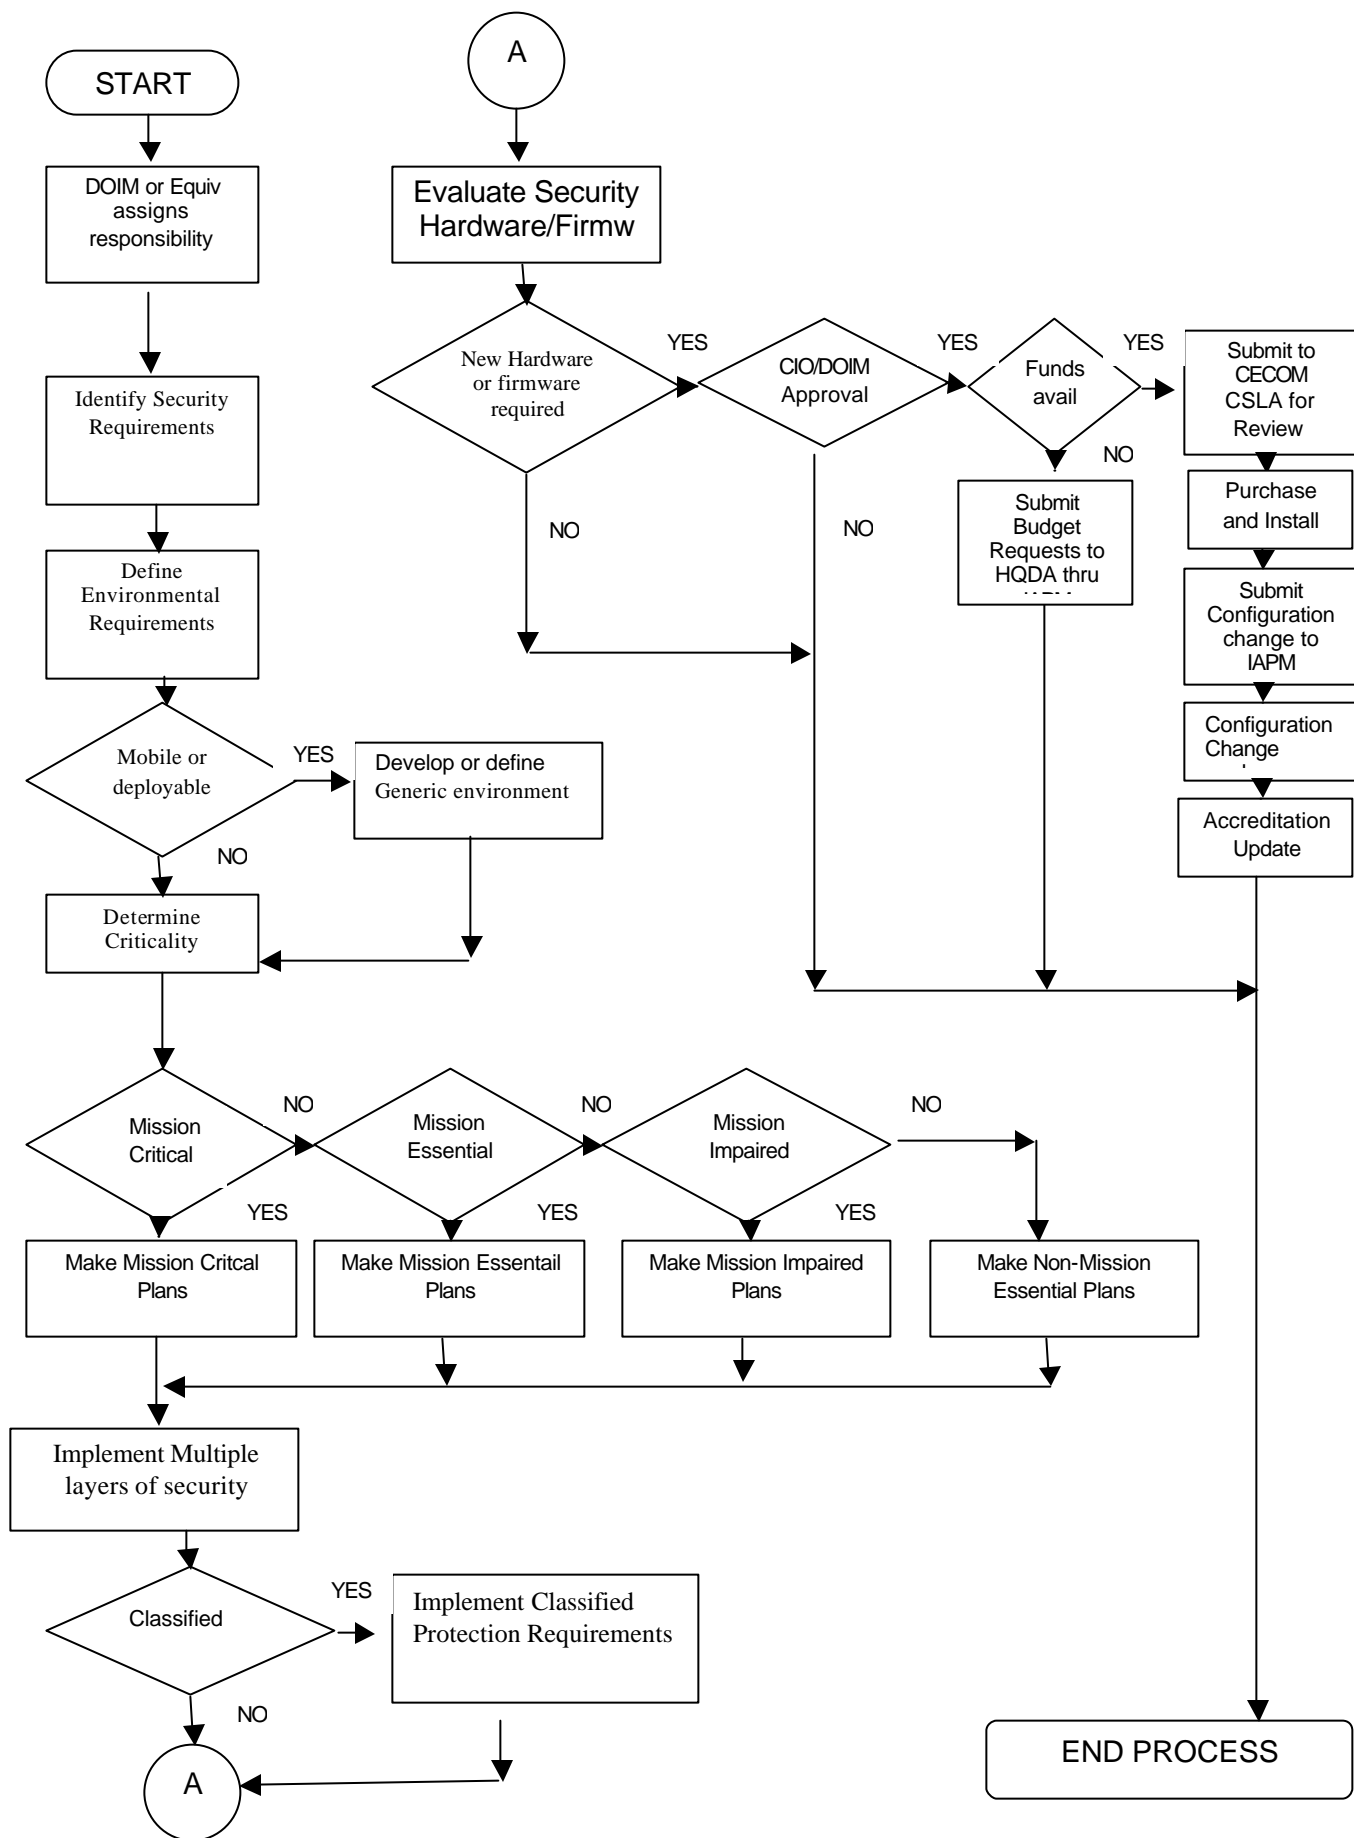 START
DOIM or Equiv
assigns
responsibility
Identify Security
Requirements
Define
Environmental
Requirements
Mobile or
deployable
YES
Develop or define
Generic environment
NO
Determine
Criticality
A
Evaluate Security
Hardware/Firmw
New Hardware
or firmware
required
YES
CIO/DOIM
Approval
YES
Funds
avail
YES
Submit to
CECOM
CSLA for
Review
NO
NO
NO
Submit
Budget
Requests to
HQDA thru
Purchase
and Install
Submit
Configuration
change to
IAPM
Configuration
Change
Accreditation
Update
Mission
Critical
NO
Mission
Essential
NO
Mission
Impaired
NO
YES
YES
YES
Make Mission Critcal
Plans
Make Mission Essentail
Plans
Make Mission Impaired
Plans
Make Non-Mission
Essential Plans
Implement Multiple
layers of security
Classified
YES
Implement Classified
Protection Requirements
NO
A
END PROCESS